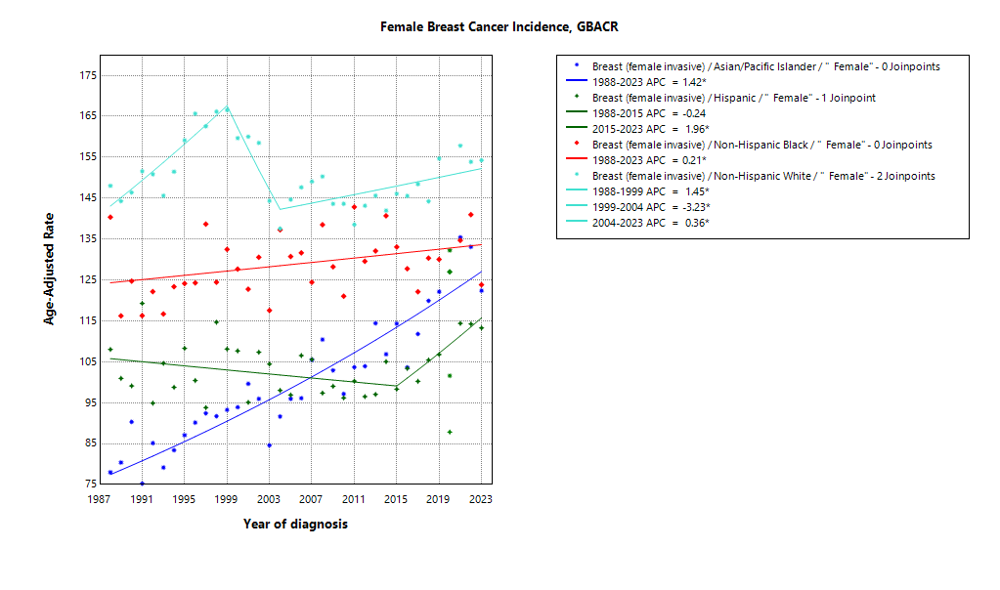 Female Breast Cancer Incidence, GBACR
Breast (female invasive) / Asian/Pacific Islander / " Female" - 0 Joinpoints
1988-2023 APC = 1.42*
Breast (female invasive) / Hispanic / " Female" - 1 Joinpoint
1988-2015 APC = -0.24
2015-2023 APC = 1.96*
Breast (female invasive) / Non-Hispanic Black / " Female" - 0 Joinpoints
1988-2023 APC = 0.21*
Breast (female invasive) / Non-Hispanic White / " Female" - 2 Joinpoints
1988-1999 APC = 1.45*
1999-2004 APC = -3.23*
2004-2023 APC = 0.36*
Age-Adjusted Rate
175
165
155
145
135
125
115
105
95
85
75
1987 1991 1995 1999 2003 2007 2011 2015 2019 2023
Year of diagnosis